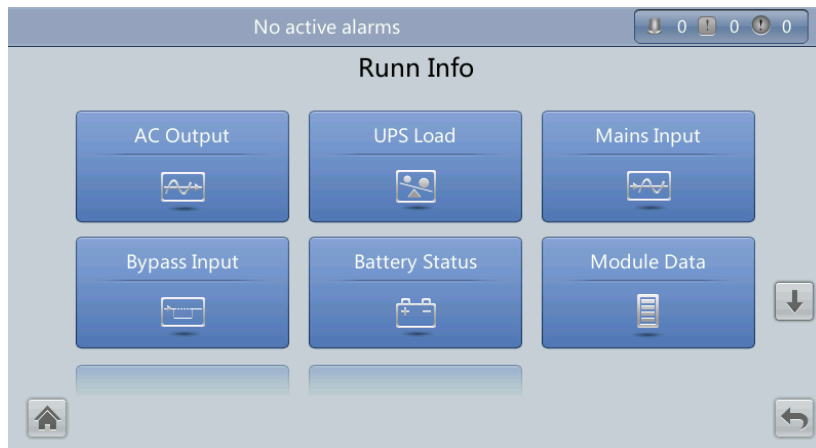 No active alarms
0 0 0
Runn Info
AC Output
UPS Load
Mains Input
Bypass Input
Battery Status
Module Data